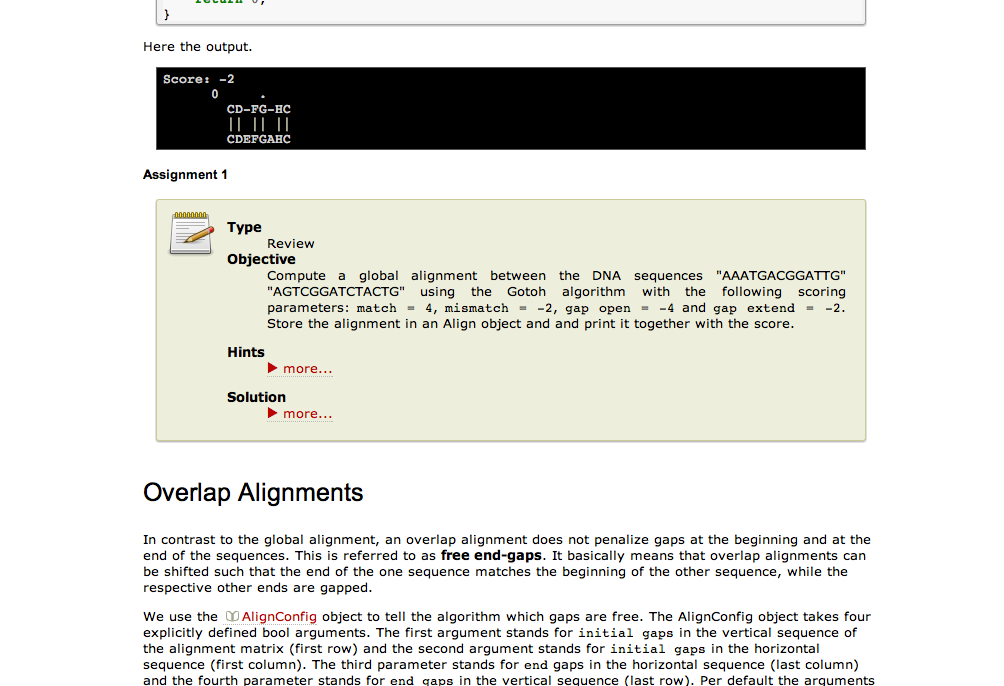 }
Here the output.
Score: -2
0 .
CD-FG-HC
|| || ||
CDEFGAHC
Assignment 1
Type
Review
Objective
Compute a global alignment between the DNA sequences "AAATGACGGATTG"
"AGTCGGATCTACTG" using the Gotoh algorithm with the following scoring
parameters: match = 4, mismatch = -2, gap open = -4 and gap extend = -2.
Store the alignment in an Align object and and print it together with the score.
Hints
more...
Solution
more...
Overlap Alignments
In contrast to the global alignment, an overlap alignment does not penalize gaps at the beginning and at the
end of the sequences. This is referred to as free end-gaps. It basically means that overlap alignments can
be shifted such that the end of the one sequence matches the beginning of the other sequence, while the
respective other ends are gapped.
We use the AlignConfig object to tell the algorithm which gaps are free. The AlignConfig object takes four
explicitly defined bool arguments. The first argument stands for initial gaps in the vertical sequence of
the alignment matrix (first row) and the second argument stands for initial gaps in the horizontal
sequence (first column). The third parameter stands for end gaps in the horizontal sequence (last column)
and the fourth parameter stands for end gaps in the vertical sequence (last row). Per default the arguments